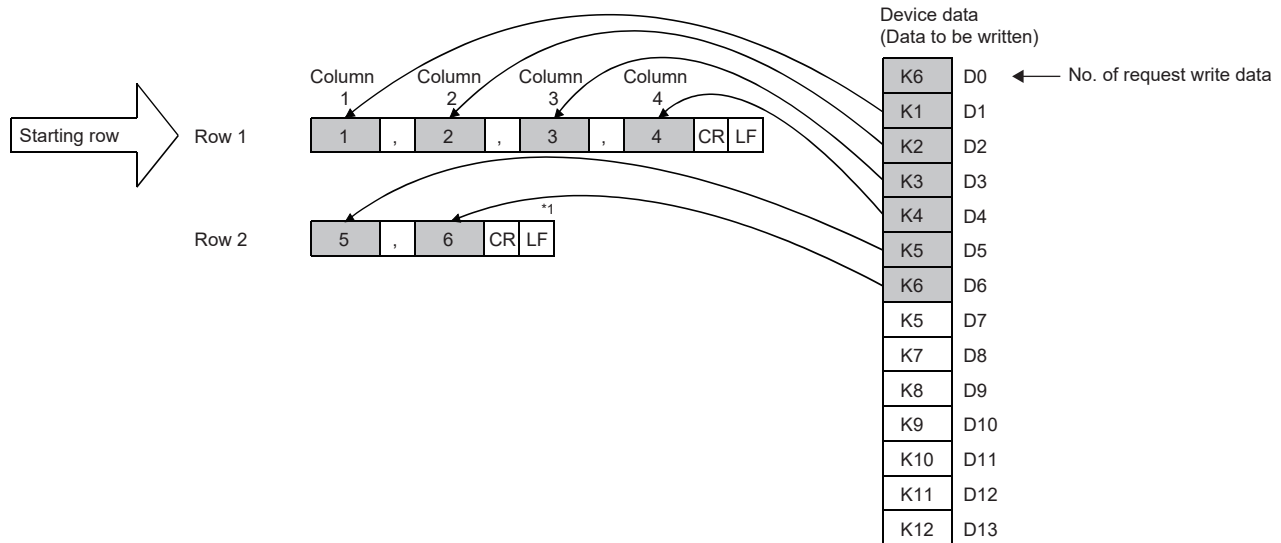 Device data
(Data to be written)
K6 D0 No. of request write data
Column 1 Column 2 Column 3 Column 4
K1 D1
Starting row Row 1 1 , 2 , 3 , 4 CR LF
K2 D2
K3 D3
K4 D4
*1
Row 2 5 , 6 CR LF
K5 D5
K6 D6
K5 D7
K7 D8
K8 D9
K9 D10
K10 D11
K11 D12
K12 D13